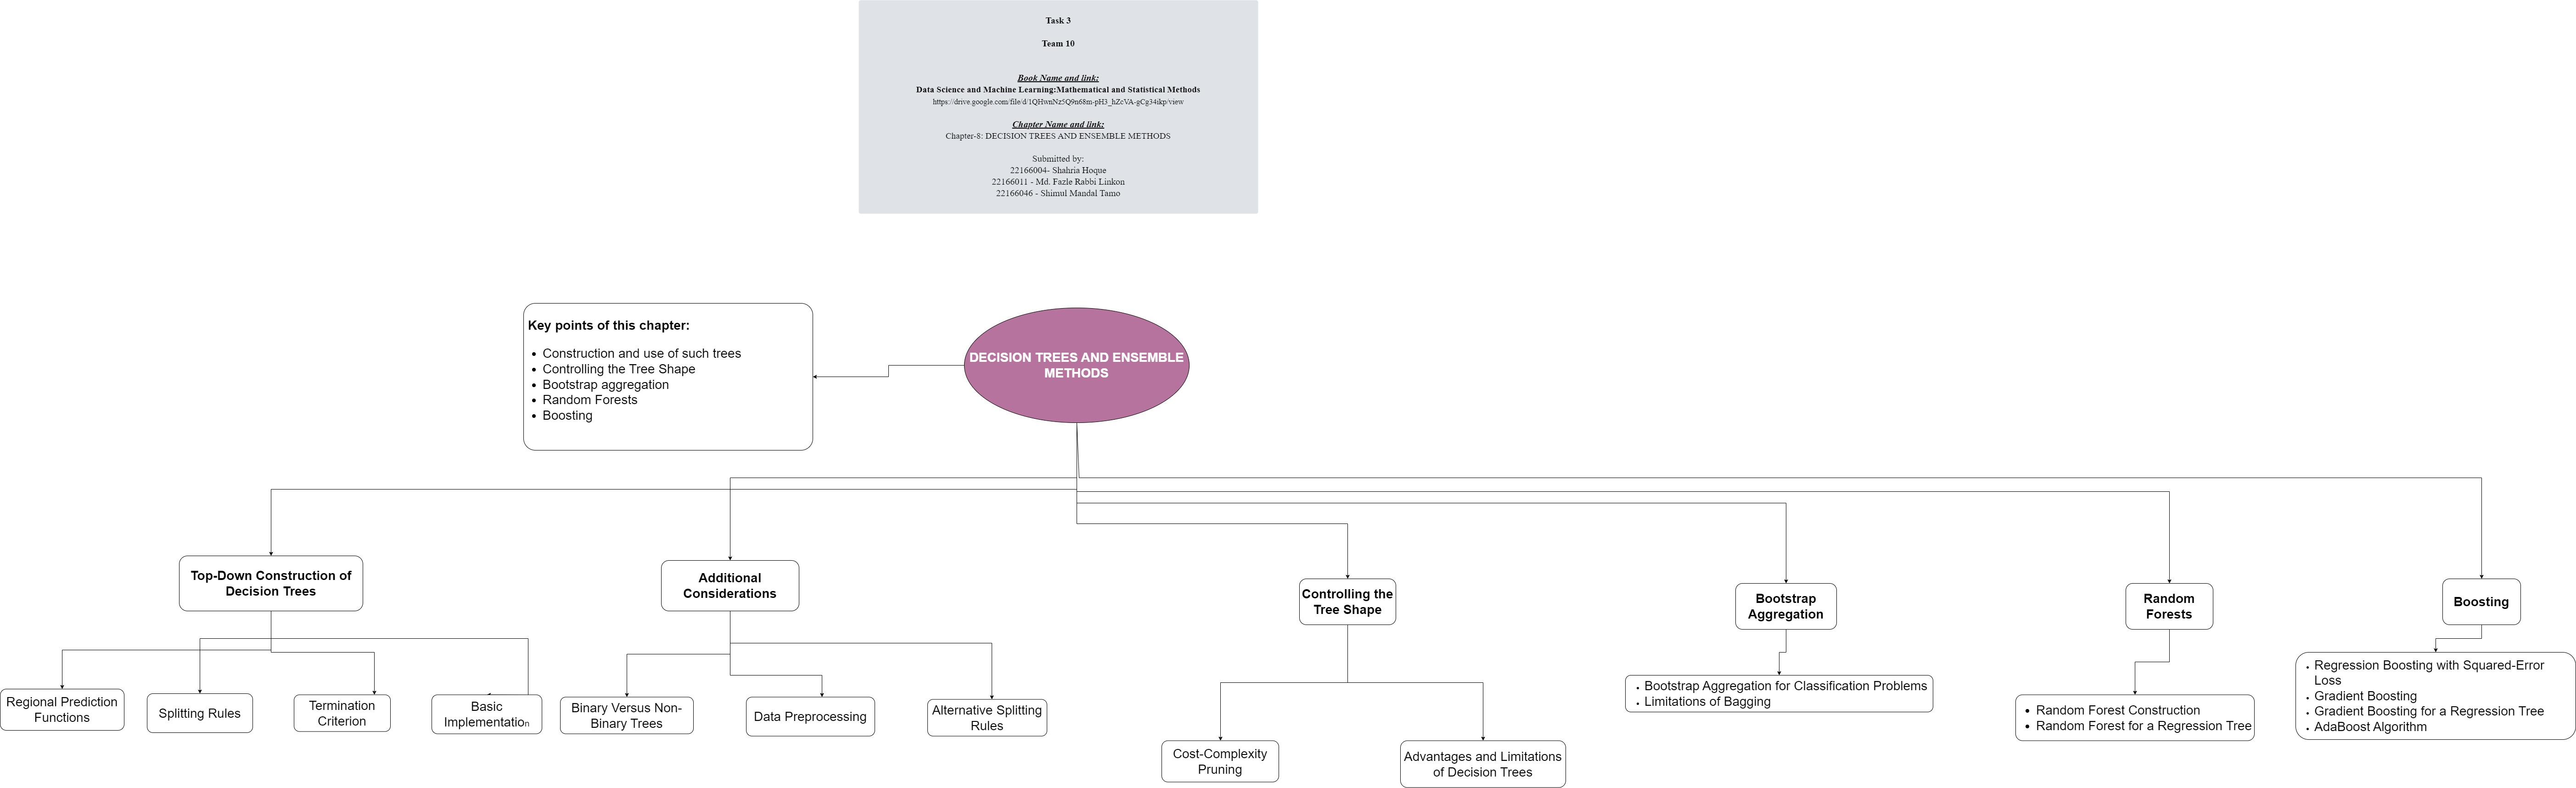 Task 3
Team 10
Book Name and link:
Data Science and Machine Learning:Mathematical and Statistical Methods
https://drive.google.com/file/d/1QHwnNz5Q9n68m-pH3_hZcVA-gCg34ikp/view
Chapter Name and link:
Chapter-8: DECISION TREES AND ENSEMBLE METHODS
Submitted by:
22166004- Shahria Hoque
22166011 - Md. Fazle Rabbi Linkon
22166046 - Shimul Mandal Tamo
Key points of this chapter:
• Construction and use of such trees
• Controlling the Tree Shape
• Bootstrap aggregation
• Random Forests
• Boosting
DECISION TREES AND ENSEMBLE
METHODS
Top-Down Construction of
Decision Trees
Additional
Considerations
Controlling the
Tree Shape
Bootstrap
Aggregation
Random
Forests
Boosting
Regional Prediction
Functions
Splitting Rules
Termination
Criterion
Basic
Implementation
Binary Versus Non-
Binary Trees
Data Preprocessing
Alternative Splitting
Rules
Cost-Complexity
Pruning
Advantages and Limitations
of Decision Trees
• Bootstrap Aggregation for Classification Problems
• Limitations of Bagging
• Random Forest Construction
• Random Forest for a Regression Tree
• Regression Boosting with Squared-Error
Loss
• Gradient Boosting
• Gradient Boosting for a Regression Tree
• AdaBoost Algorithm